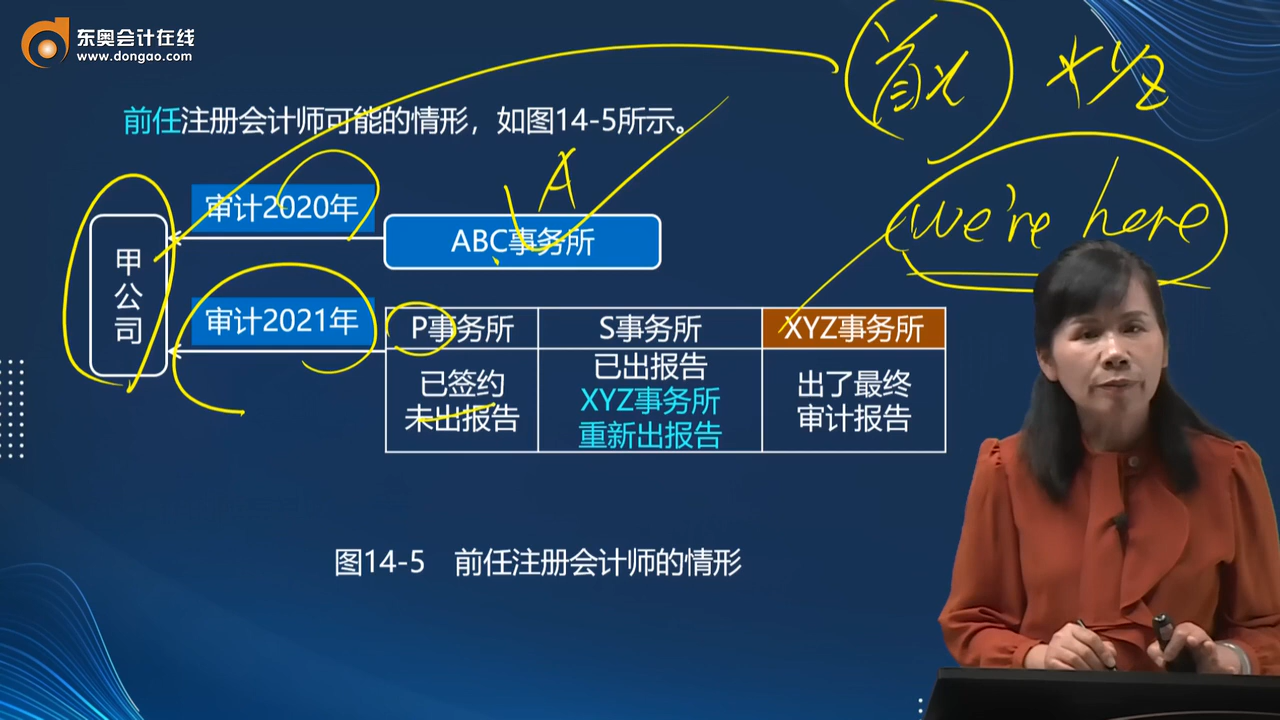 东奥会计在线
www.dongao.com
前任注册会计师可能的情形，如图14-5所示。
首次
XYZ
A
we're here
审计2020年
ABC事务所
甲公司
审计2021年
P事务所 S事务所 XYZ事务所
已签约
未出报告
已出报告
XYZ事务所
重新出报告
出了最终
审计报告
图14-5 前任注册会计师的情形